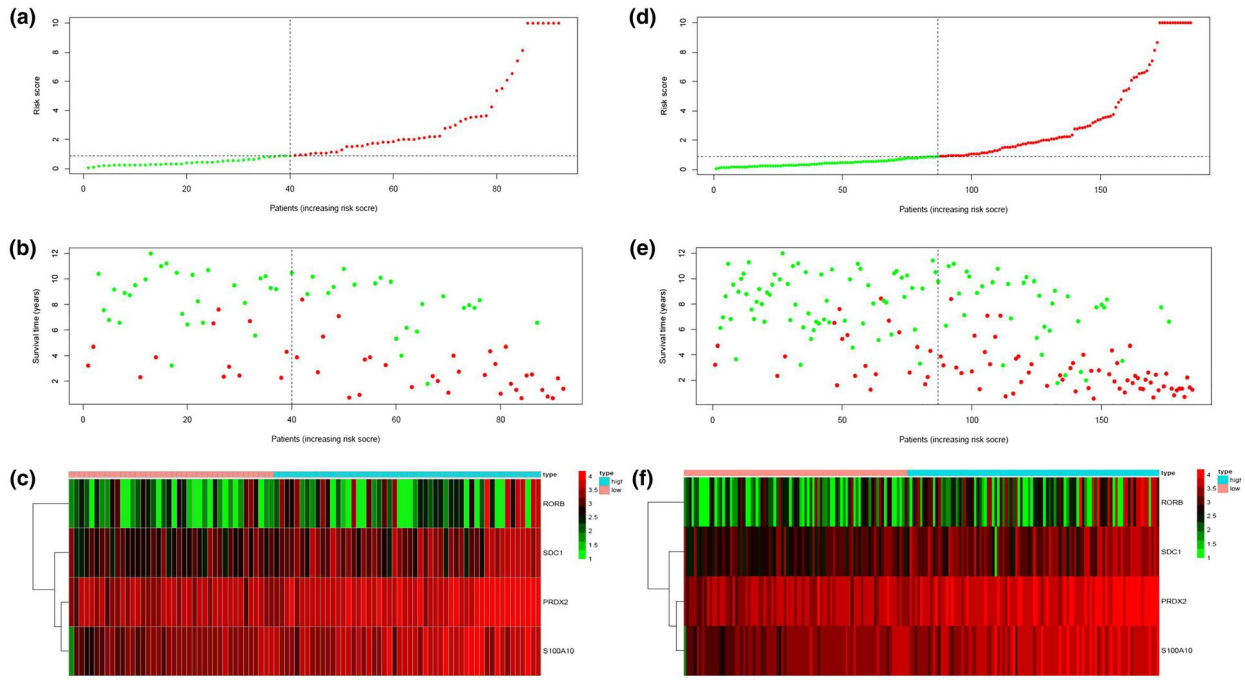 (a)
Risk score
10
8
6
4
2
0
0 20 40 60 80
Patients (increasing risk socre)
(d)
Risk score
10
8
6
4
2
0
0 50 100 150
Patients (increasing risk socre)
(b)
Survival time (years)
12
10
8
6
4
2
0 20 40 60 80
Patients (increasing risk socre)
(e)
Survival time (years)
12
10
8
6
4
2
0 50 100 150
Patients (increasing risk socre)
(c)
type
RORB
SDC1
PRDX2
S100A10
4
3.5
3
2.5
2
1.5
1
type
high
low
(f)
type
RORB
SDC1
PRDX2
S100A10
4
3.5
3
2.5
2
1.5
1
type
high
low